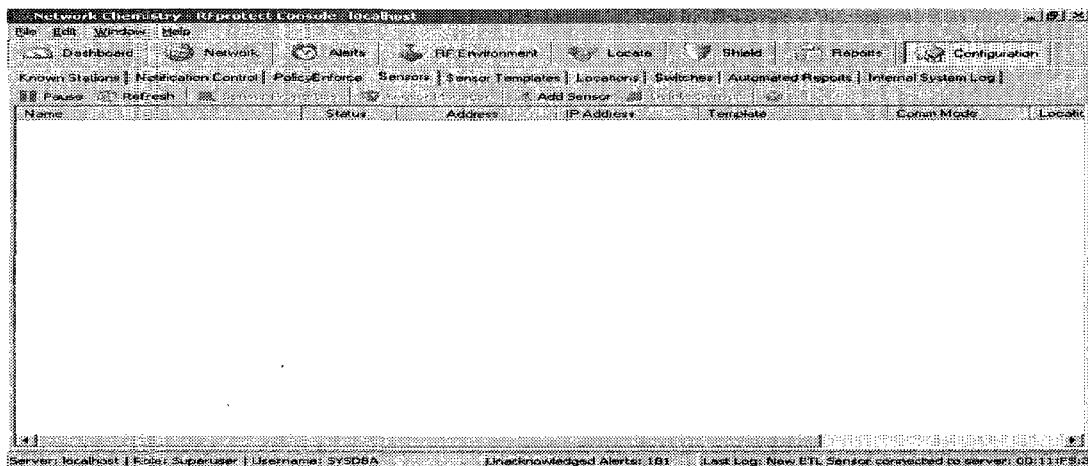 Network Chemistry : RFprotect Console - localhost
File Edit Window Help
Dashboard Network Alerts RF Environment Locate Shield Reports Configuration
Known Stations Notification Control Policy Enforce Sensors Sensor Templates Locations Switches Automated Reports Internal System Log
Pause Refresh Add Sensor
Name Status Address IP Address Template Comm Mode Locatic
Server: localhost | Role: Superuser | Username: SYSDBA Unacknowledged Alerts: 181 Last Log: New ETL Sensor connected to server: